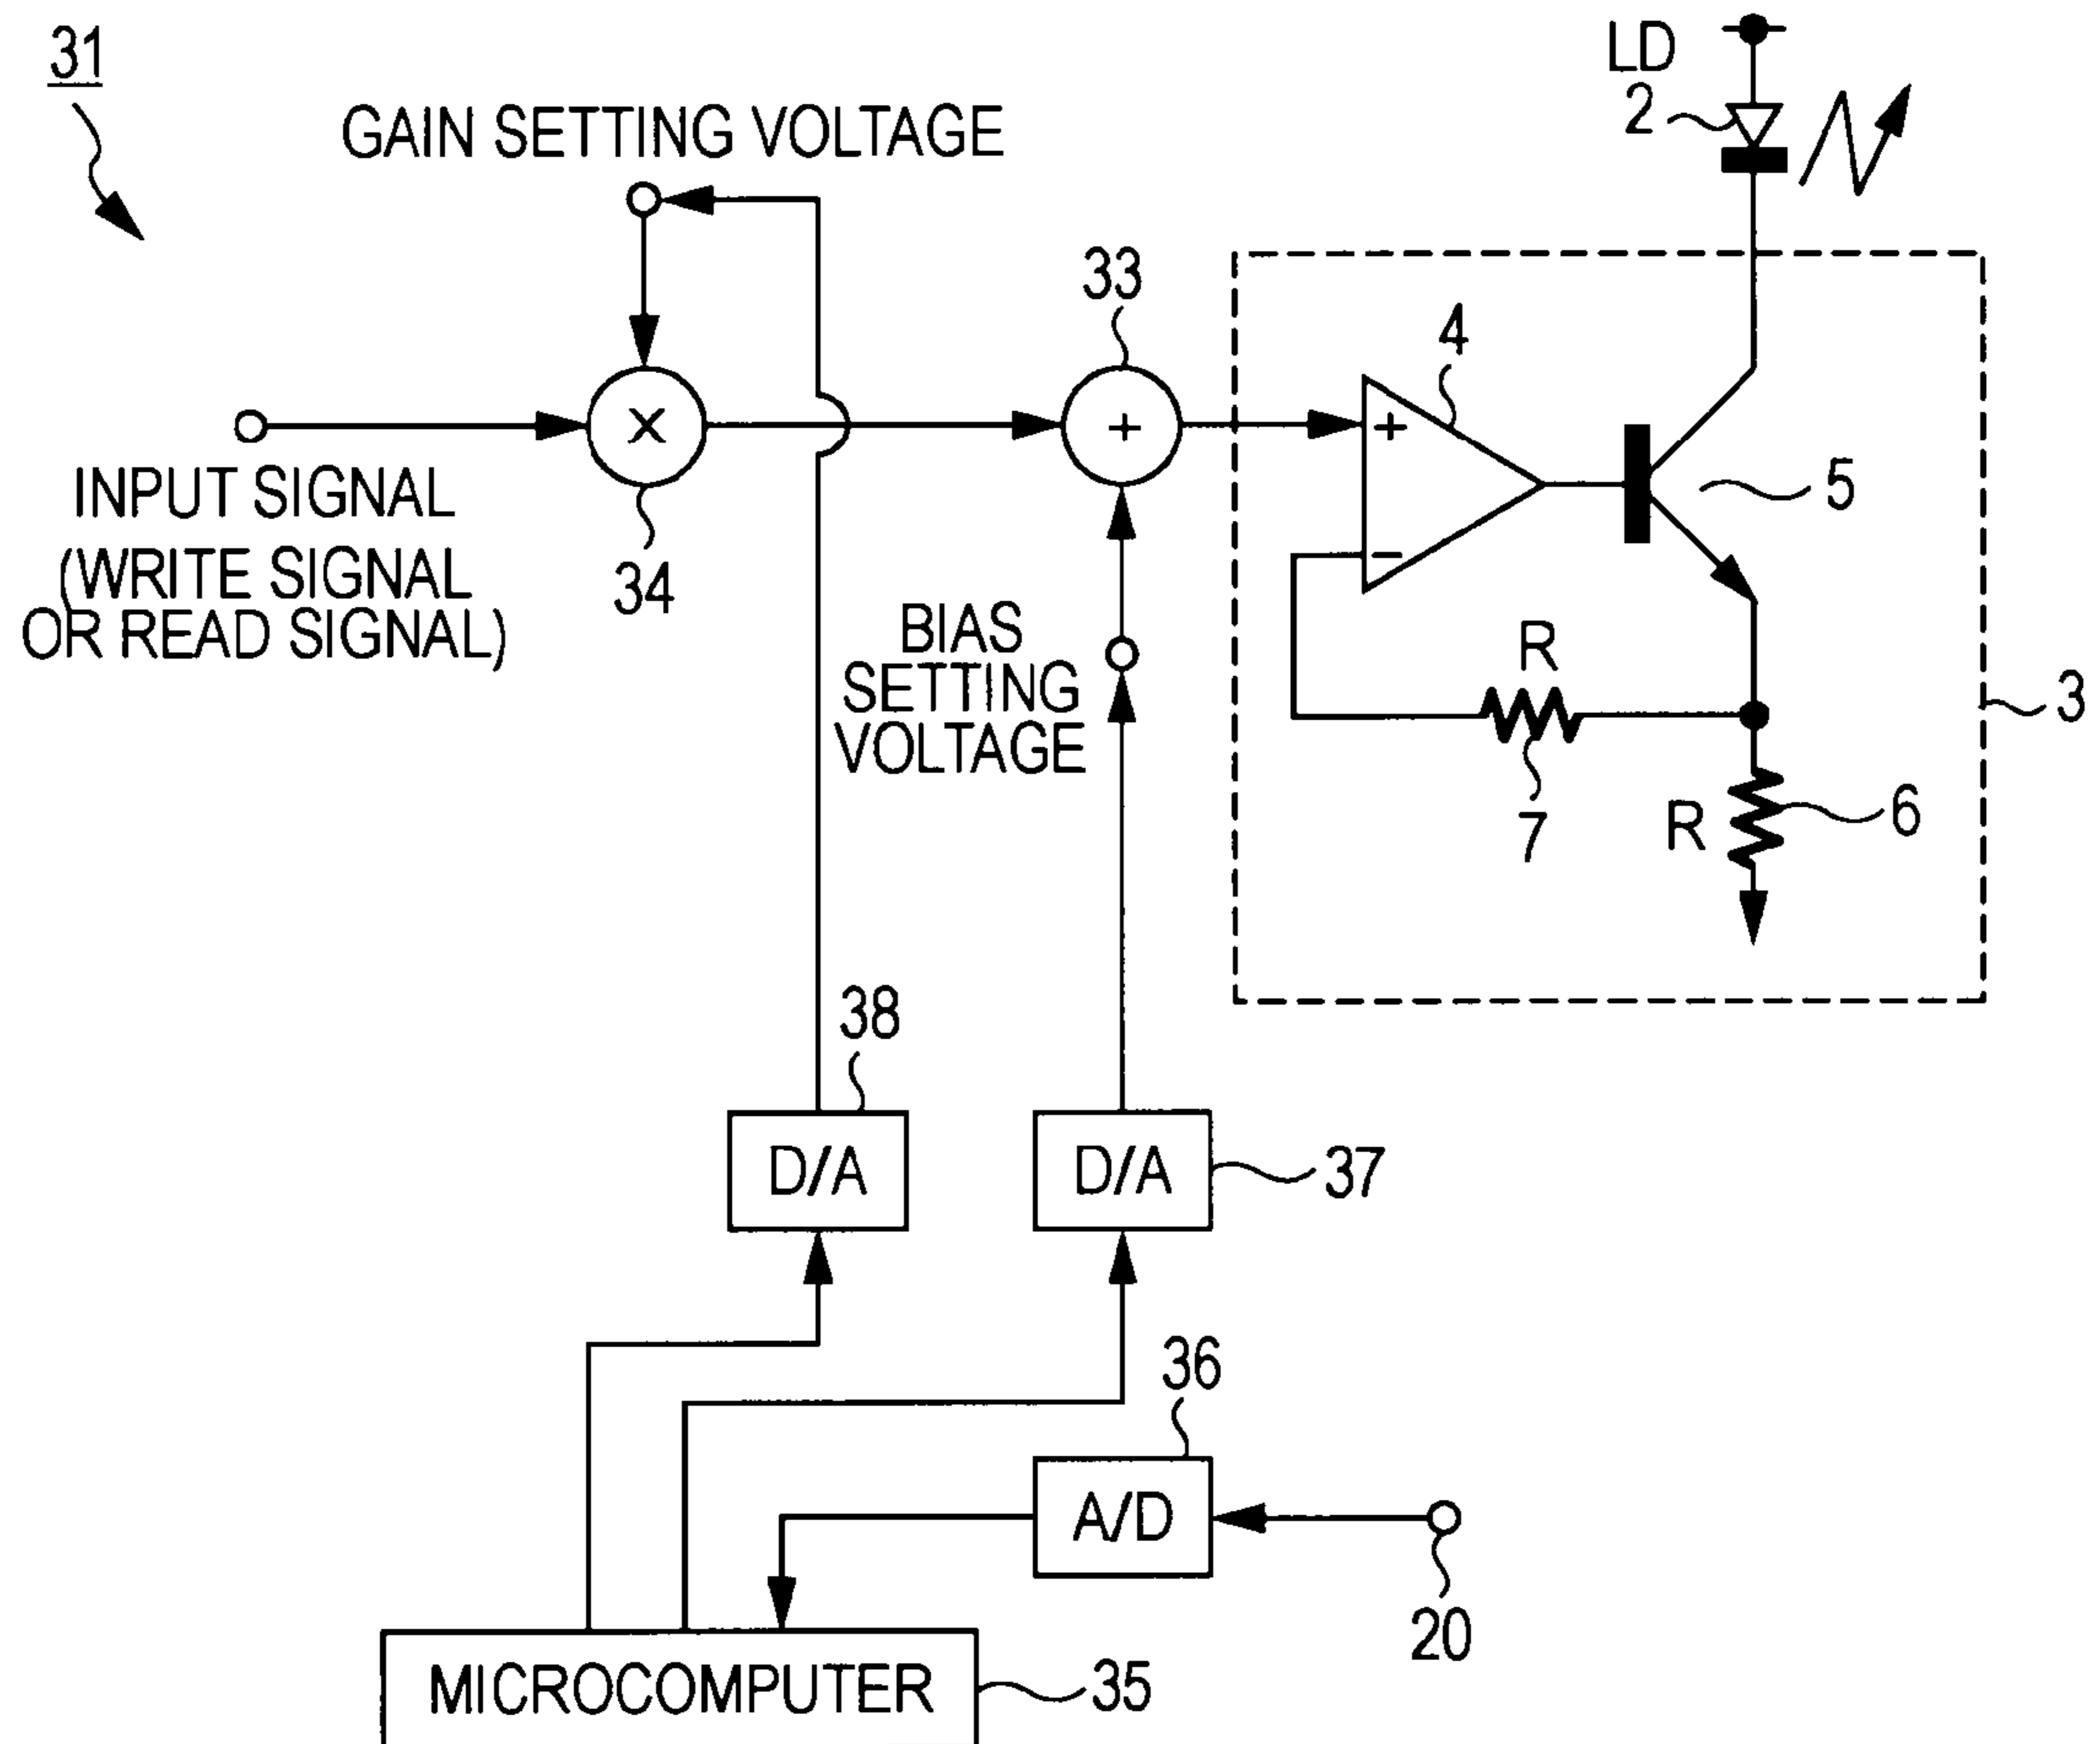 31
GAIN SETTING VOLTAGE
LD
2
33
4
+
−
5
X
+
INPUT SIGNAL
(WRITE SIGNAL
OR READ SIGNAL)
34
BIAS
SETTING
VOLTAGE
R
7
R
6
3
38
D/A
D/A
37
36
A/D
20
MICROCOMPUTER
35